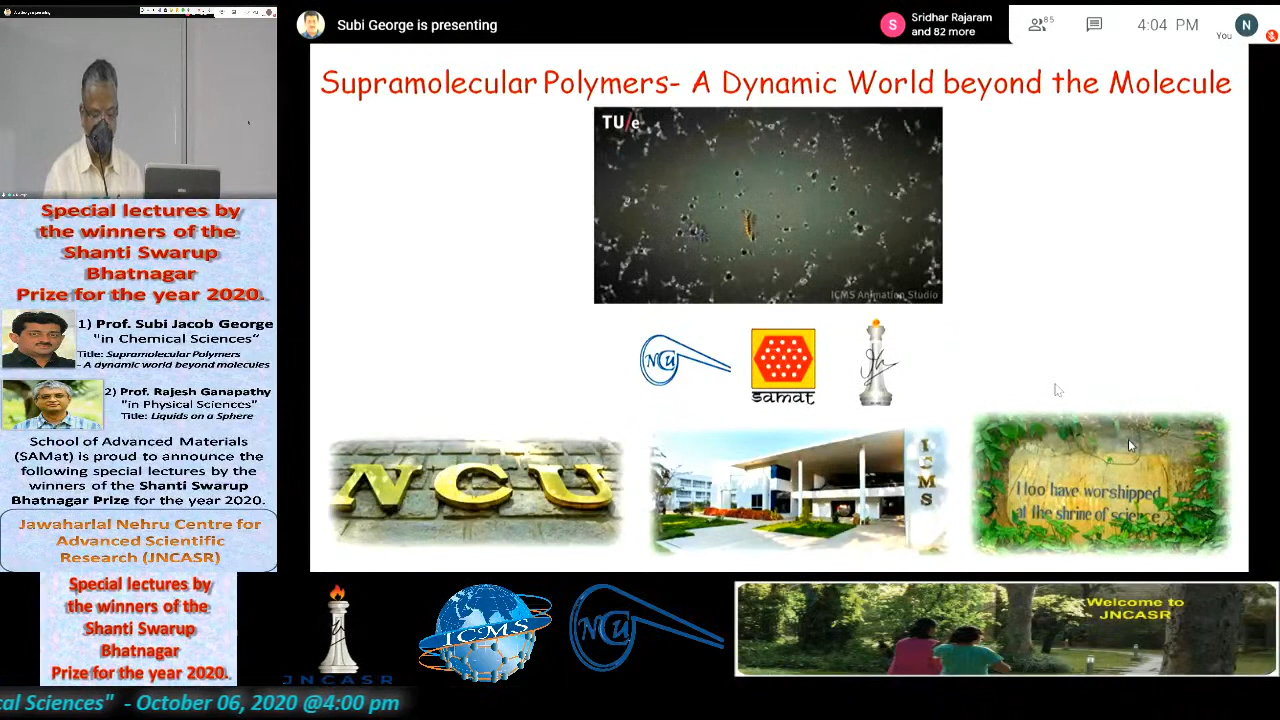 Subi George is presenting
Sridhar Rajaram
and 82 more
85
4:04 PM
You
N
S
Supramolecular Polymers- A Dynamic World beyond the Molecule
TU/e
ICMS Animation Studio
NCU
samat
NCU
ICMS
I too have worshipped
at the shrine of science
Special lectures by
the winners of the
Shanti Swarup
Bhatnagar
Prize for the year 2020.
1) Prof. Subi Jacob George
"in Chemical Sciences“
Title: Supramolecular Polymers
- A dynamic world beyond molecules
2) Prof. Rajesh Ganapathy
"in Physical Sciences”
Title: Liquids on a Sphere
School of Advanced Materials
(SAMat) is proud to announce the
following special lectures by the
winners of the Shanti Swarup
Bhatnagar Prize for the year 2020.
Jawaharlal Nehru Centre for
Advanced Scientific
Research (JNCASR)
Special lectures by
the winners of the
Shanti Swarup
Bhatnagar
Prize for the year 2020.
JNCASR
ICMS
NCU
Welcome to
JNCASR
cal Sciences" - October 06, 2020 @4:00 pm